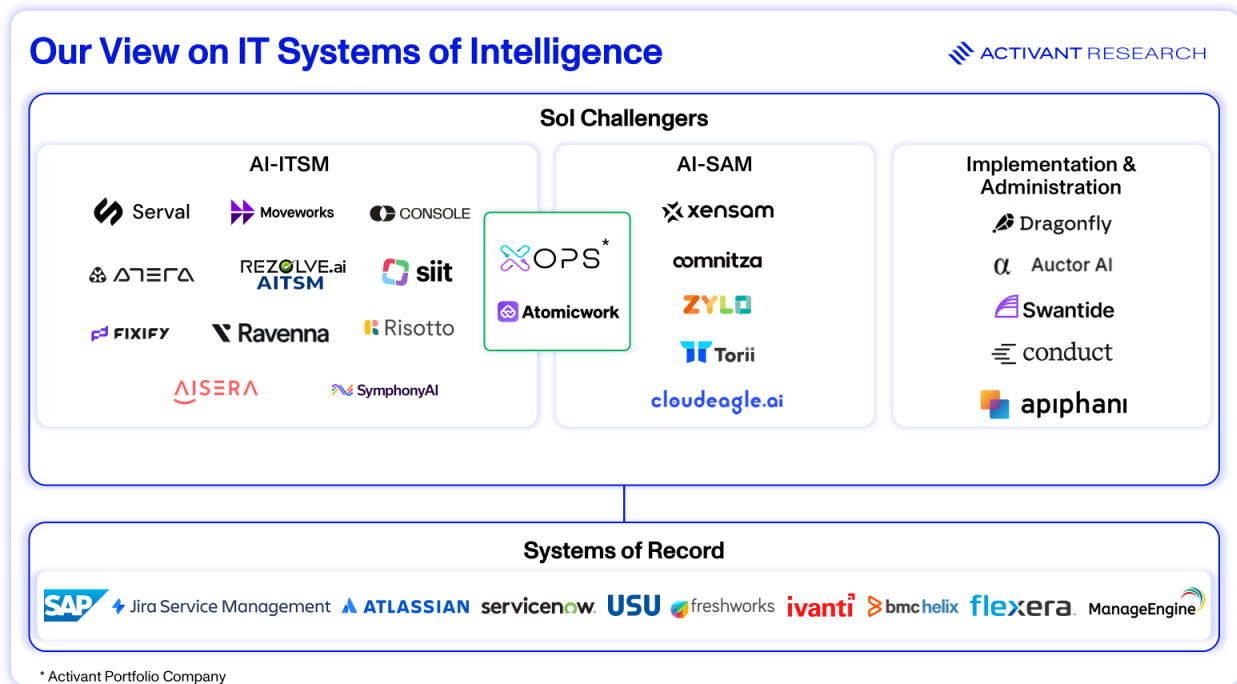 Our View on IT Systems of Intelligence
ACTIVANT RESEARCH
SoI Challengers
AI-ITSM
Serval
Moveworks
CONSOLE
ATERA
REZOLVE.ai
AITSM
siit
FIXIFY
Ravenna
Risotto
AISERA
SymphonyAI
XOPS*
Atomicwork
AI-SAM
xensam
oomnitza
ZYLO
Torii
cloudeagle.ai
Implementation &
Administration
Dragonfly
α Auctor AI
Swantide
conduct
apiphani
Systems of Record
SAP Jira Service Management ATLASSIAN servicenow. USU freshworks ivanti bmc helix flexera ManageEngine
* Activant Portfolio Company